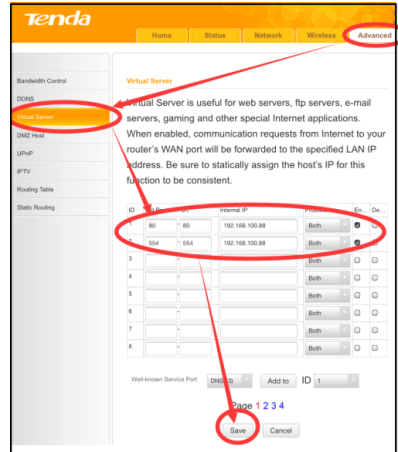 Tenda
Home Status Network Wireless Advanced
Bandwidth Control
DDNS
Virtual Server
DMZ Host
UPnP
IPTV
Routing Table
Static Routing
Virtual Server
Virtual Server is useful for web servers, ftp servers, e-mail
servers, gaming and other special Internet applications.
When enabled, communication requests from Internet to your
router's WAN port will be forwarded to the specified LAN IP
address. Be sure to statically assign the host's IP for this
function to be consistent.
ID Internal IP En... De...
1 80 - 80 192.168.100.88 Both
2 554 - 554 192.168.100.88 Both
3 - Both
4 - Both
5 - Both
6 - Both
7 - Both
8 - Both
Well-known Service Port Add to ID 1
Page 1 2 3 4
Save Cancel